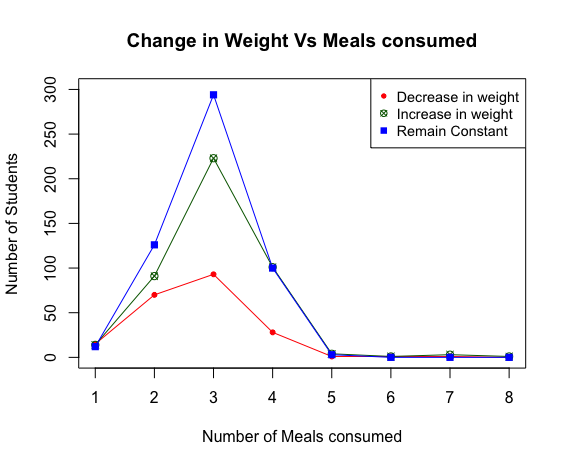 Change in Weight Vs Meals consumed
Decrease in weight
Increase in weight
Remain Constant
Number of Students
0 50 100 150 200 250 300
1 2 3 4 5 6 7 8
Number of Meals consumed